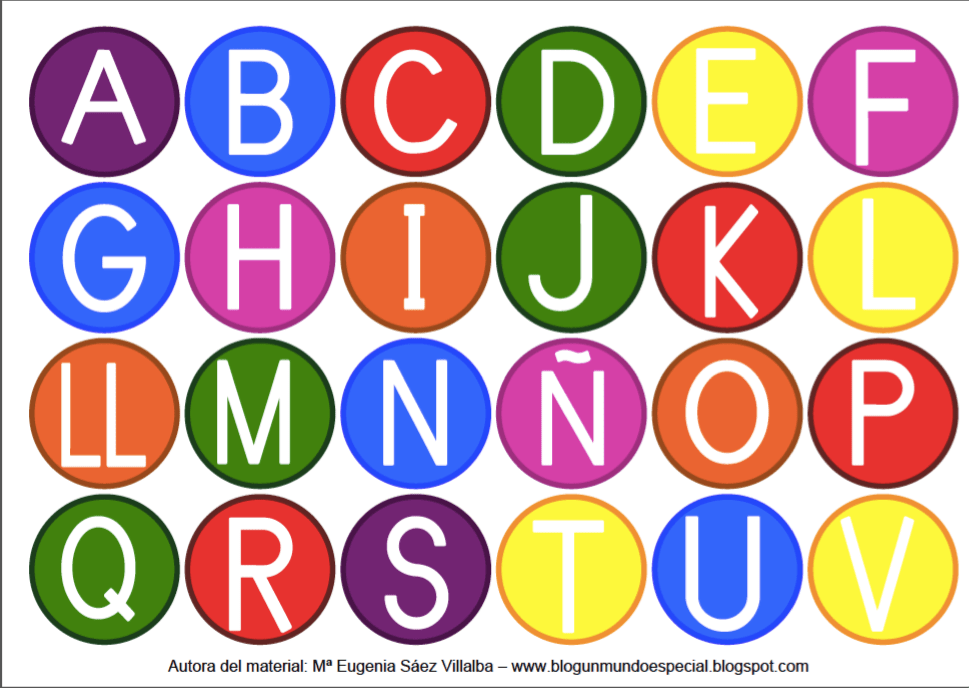 A B C D E F
G H I J K L
LL M N Ñ O P
Q R S T U V
Autora del material: Mª Eugenia Sáez Villalba – www.blogunmundoespecial.blogspot.com